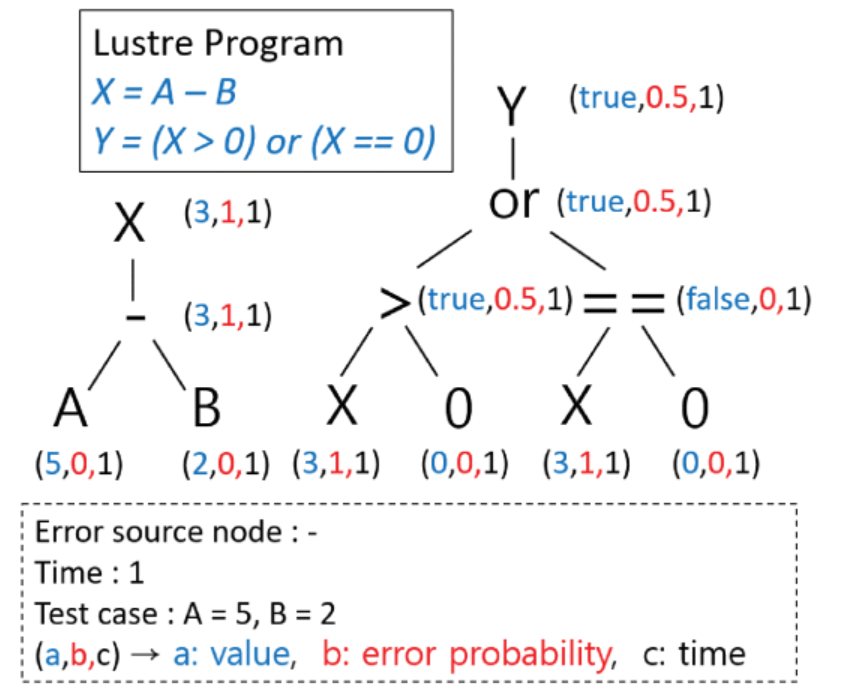 Lustre Program
X = A – B
Y = (X > 0) or (X == 0)
Y (true,0.5,1)
or (true,0.5,1)
X (3,1,1)
- (3,1,1)
> (true,0.5,1) == (false,0,1)
A B X 0 X 0
(5,0,1) (2,0,1) (3,1,1) (0,0,1) (3,1,1) (0,0,1)
Error source node : -
Time : 1
Test case : A = 5, B = 2
(a,b,c) → a: value, b: error probability, c: time